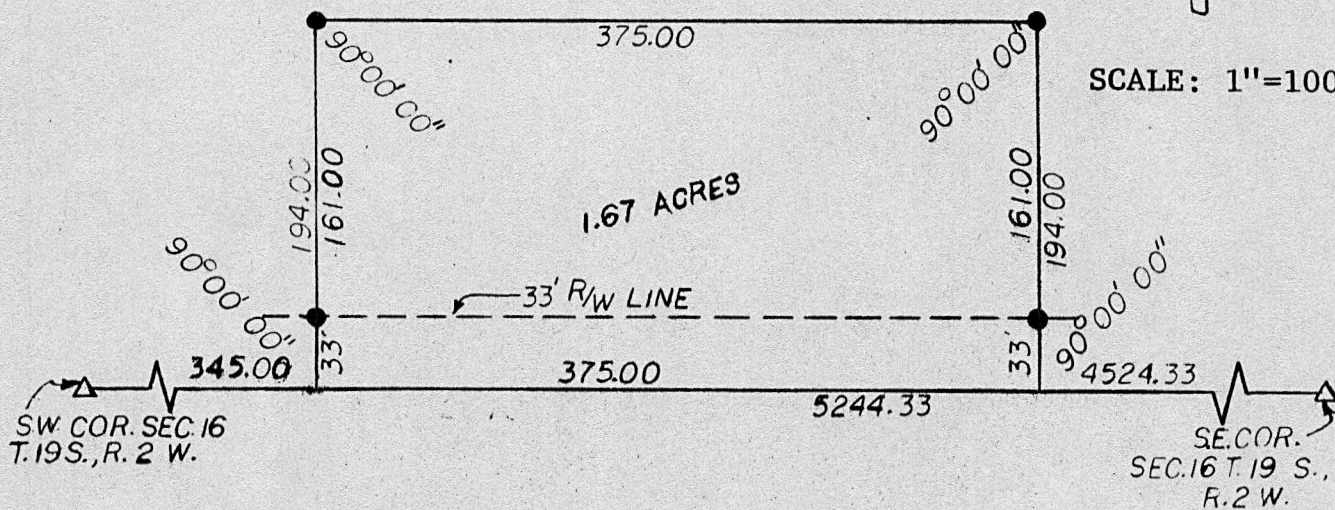 375.00
90°00'00"
90°00'00"
SCALE: 1"=100
194.00
161.00
1.67 ACRES
161.00
194.00
90°00'00"
33' R/W LINE
90°00'00"
345.00
33'
375.00
33'
4524.33
5244.33
S.W. COR. SEC. 16
T. 19 S., R. 2 W.
S.E. COR.
SEC. 16 T. 19 S.,
R. 2 W.